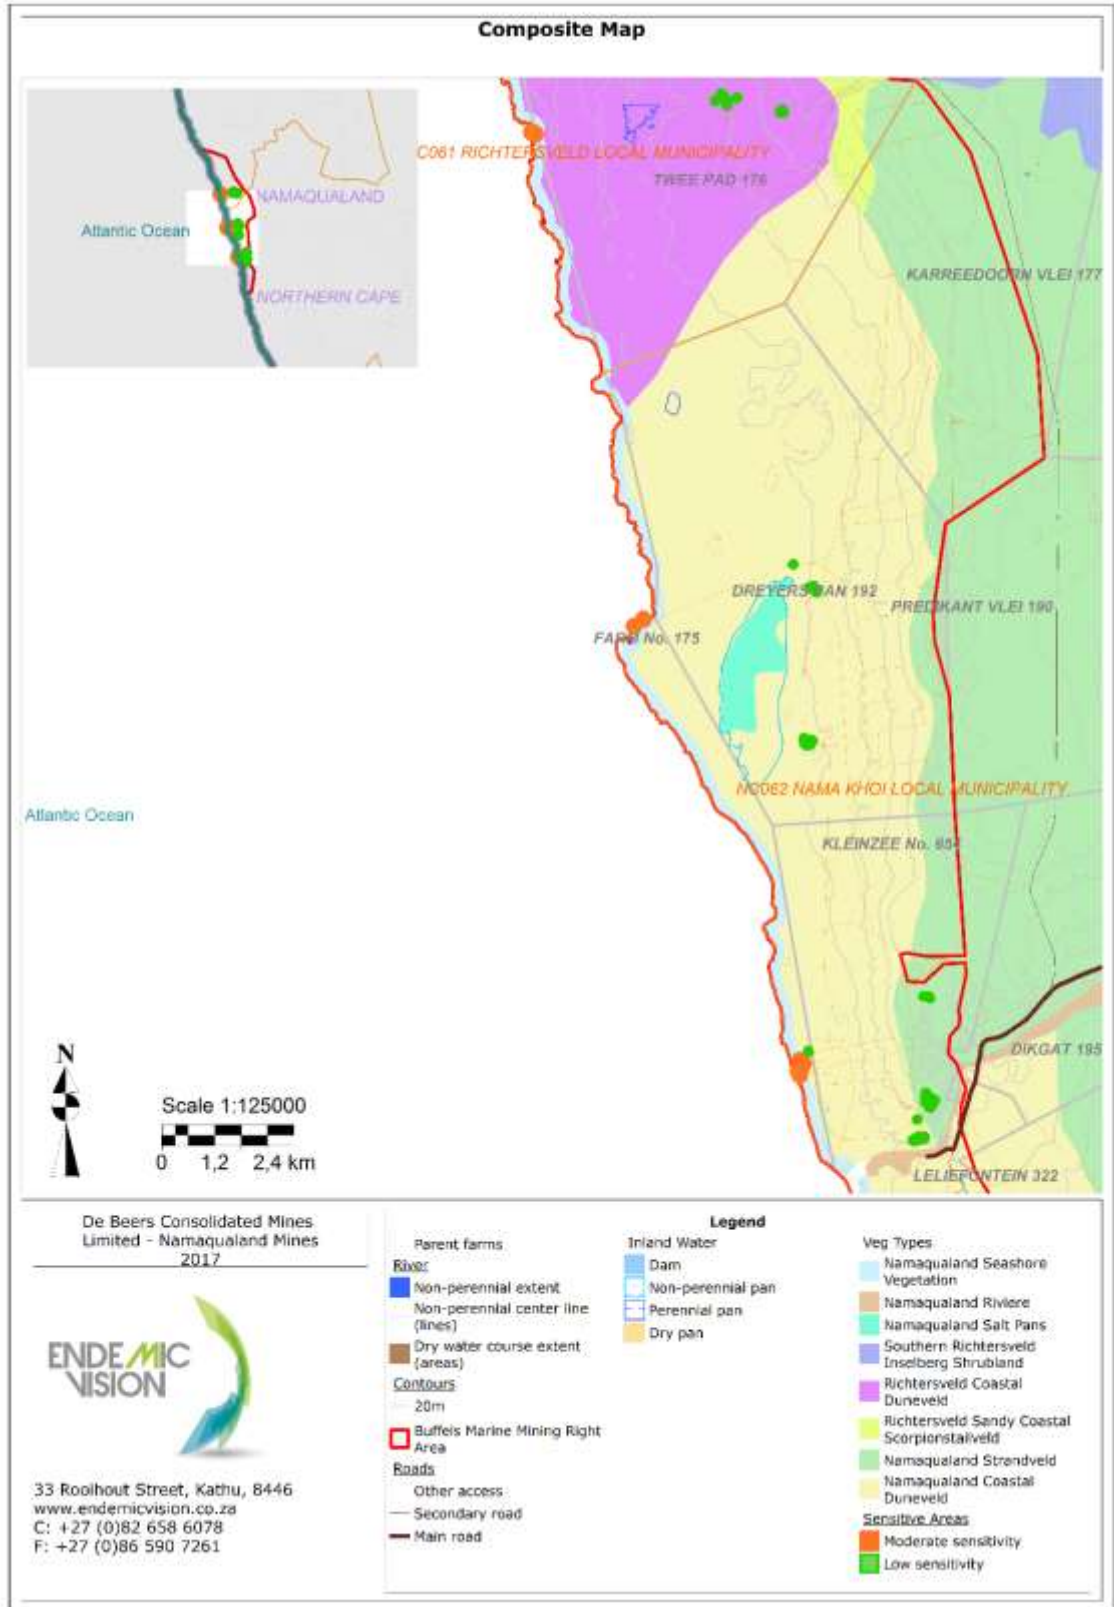 Composite Map
C061 RICHTERSVELD LOCAL MUNICIPALITY
TWEE PAD 176
NAMAQUALAND
Atlantic Ocean
NORTHERN CAPE
KARREEDOORN VLEI 177
DREYERS PAN 192
PREDIKANT VLEI 190
FARM No. 175
NC062 NAMA KHOI LOCAL MUNICIPALITY
Atlantic Ocean
KLEINZEE No. 654
DIKGAT 195
LELIEFONTEIN 322
N
Scale 1:125000
0 1,2 2,4 km
De Beers Consolidated Mines
Limited - Namaqualand Mines
2017
ENDEMIC
VISION
33 Rooihout Street, Kathu, 8446
www.endemicvision.co.za
C: +27 (0)82 658 6078
F: +27 (0)86 590 7261
Legend
Parent farms
River
Non-perennial extent
Non-perennial center line
(lines)
Dry water course extent
(areas)
Contours
20m
Buffels Marine Mining Right
Area
Roads
Other access
Secondary road
Main road
Inland Water
Dam
Non-perennial pan
Perennial pan
Dry pan
Veg Types
Namaqualand Seashore
Vegetation
Namaqualand Riviere
Namaqualand Salt Pans
Southern Richtersveld
Inselberg Shrubland
Richtersveld Coastal
Duneveld
Richtersveld Sandy Coastal
Scorpionstailveld
Namaqualand Strandveld
Namaqualand Coastal
Duneveld
Sensitive Areas
Moderate sensitivity
Low sensitivity